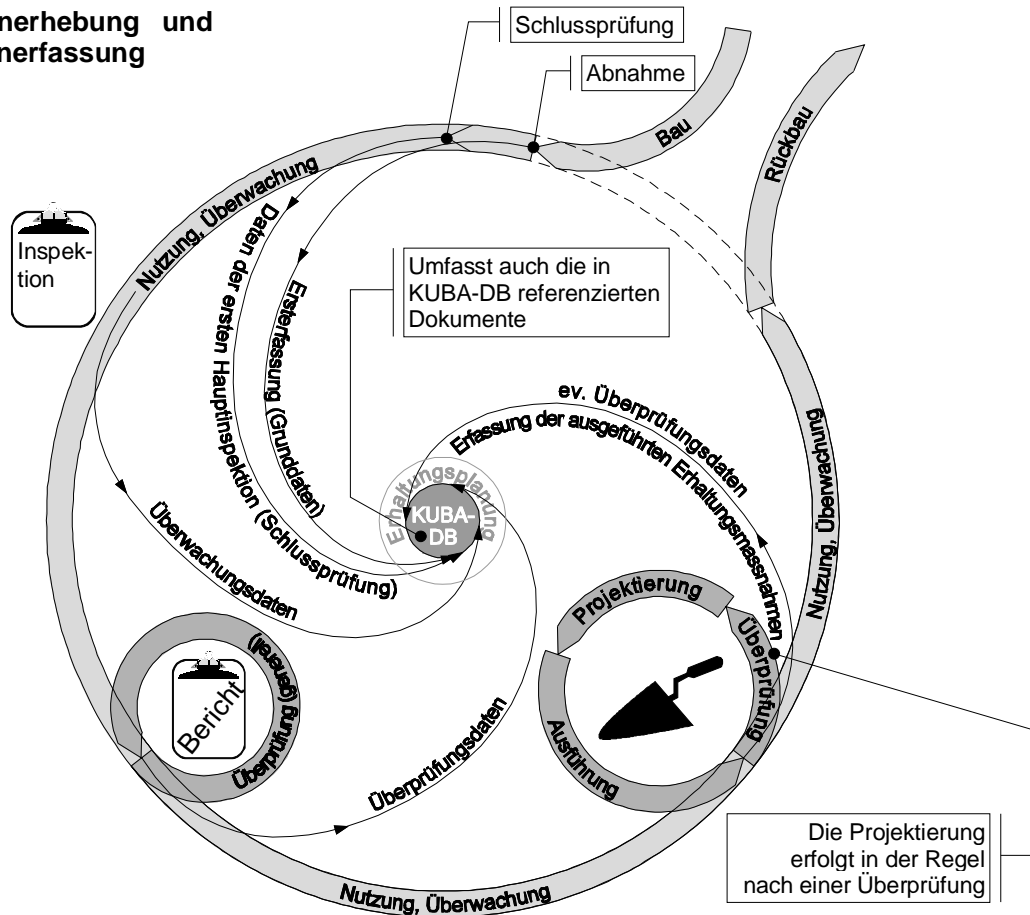 nerhebung und
nerfassung
Schlussprüfung
Abnahme
Bau
Rückbau
Nutzung, Überwachung
Inspek-
tion
Daten der ersten Hauptinspektion (Schlussprüfung)
Ersterfassung (Grunddaten)
Umfasst auch die in
KUBA-DB referenzierten
Dokumente
ev. Überprüfungsdaten
Erfassung der ausgeführten Erhaltungsmassnahmen
Nutzung, Überwachung
Erhaltungsplanung
KUBA-
DB
Überwachungsdaten
Projektierung
Überprüfung
Ausführung
Überprüfung (generell)
Bericht
Überprüfungsdaten
Die Projektierung
erfolgt in der Regel
nach einer Überprüfung
Nutzung, Überwachung